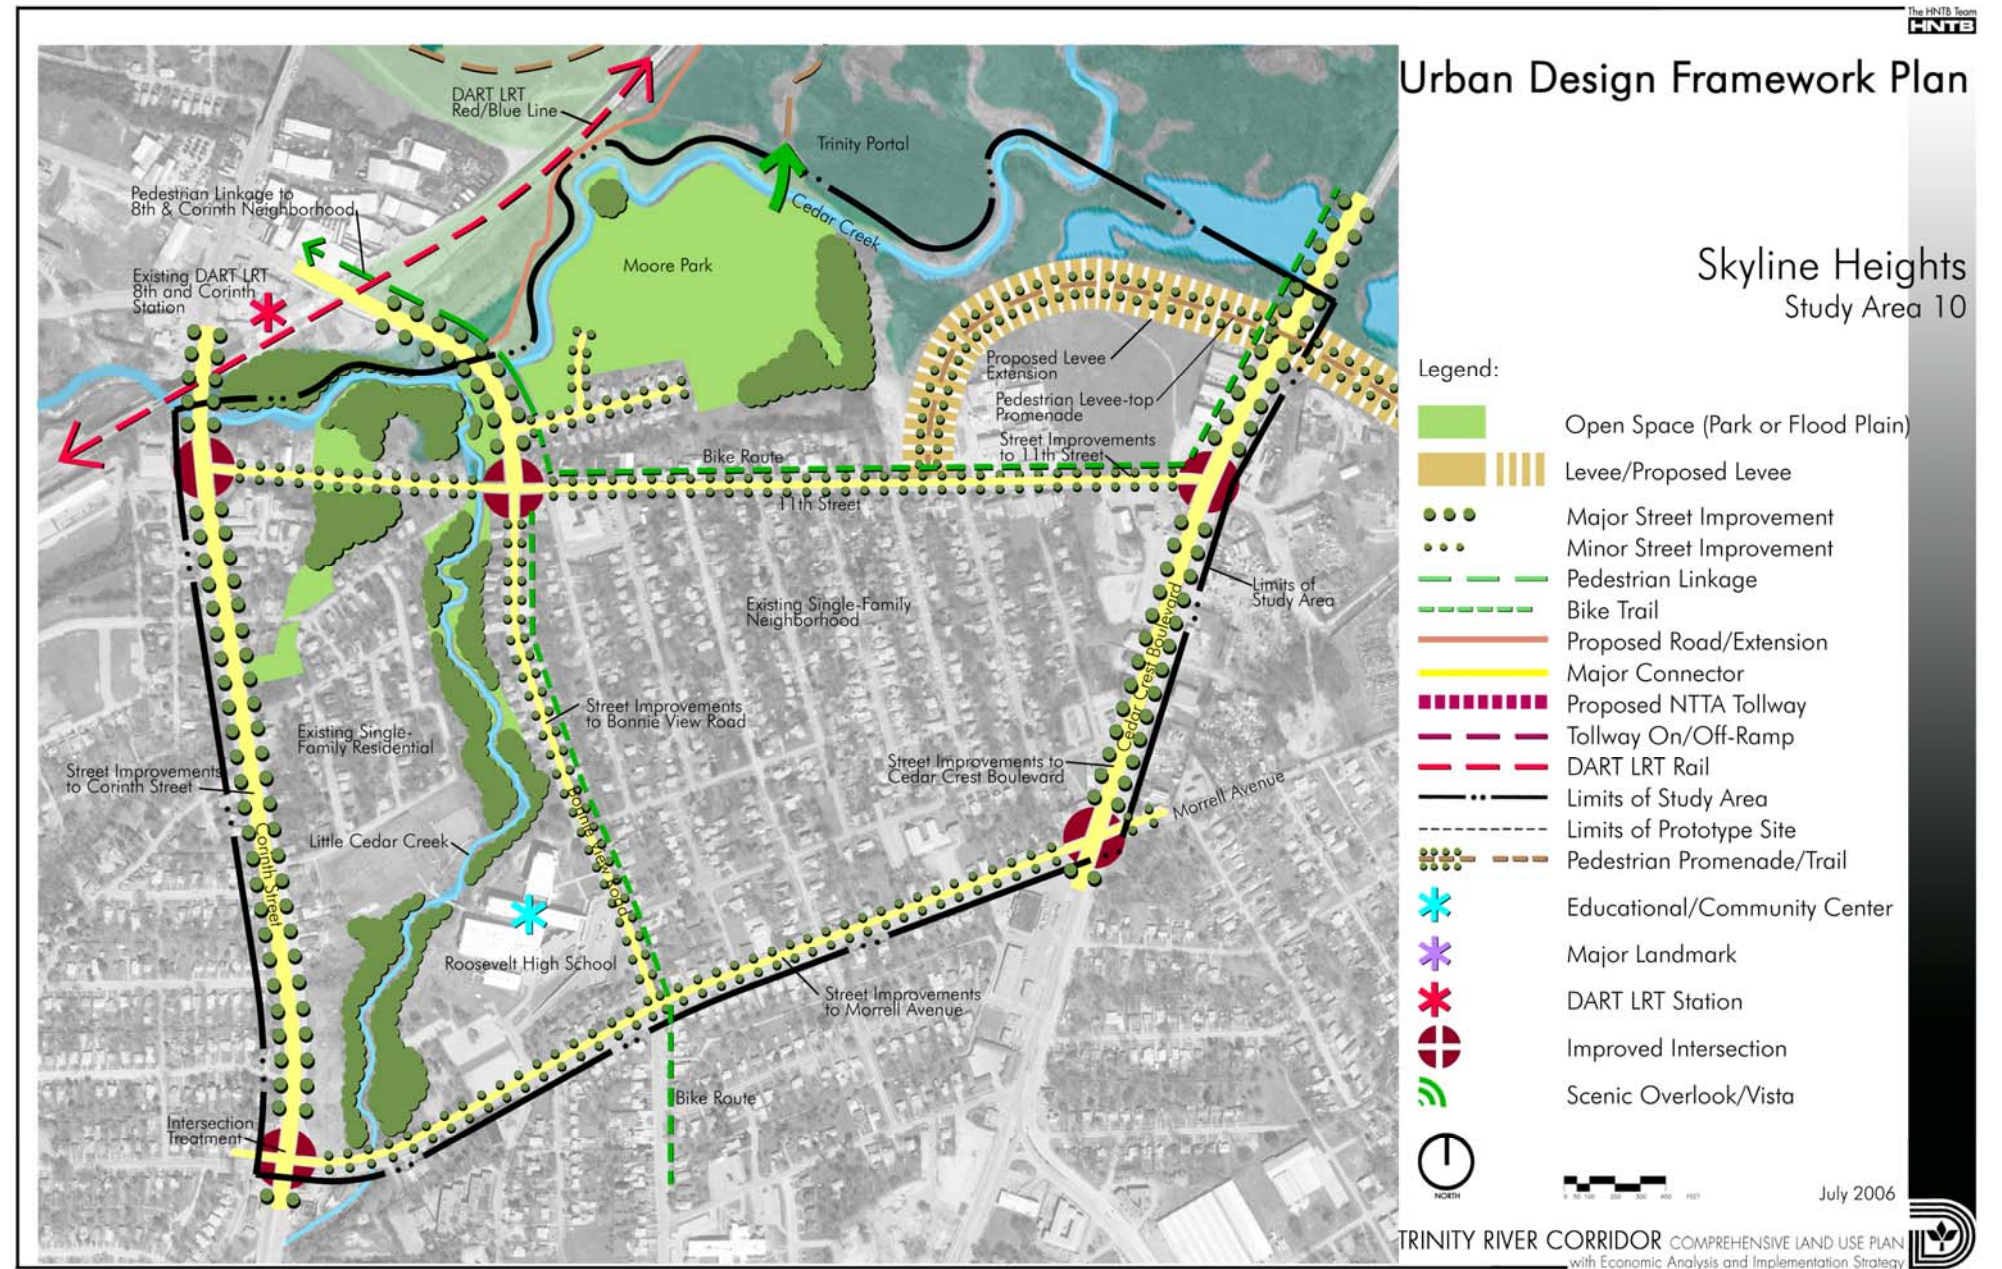 The HNTB Team
HNTB
Urban Design Framework Plan
Skyline Heights
Study Area 10
DART LRT
Red/Blue Line
Trinity Portal
Pedestrian Linkage to
8th & Corinth Neighborhood
Cedar Creek
Moore Park
Existing DART LRT
8th and Corinth
Station
Proposed Levee
Extension
Pedestrian Levee-top
Promenade
Street Improvements
to 11th Street
Bike Route
11th Street
Limits of
Study Area
Existing Single-Family
Neighborhood
Cedar Crest Boulevard
Street Improvements
to Bonnie View Road
Existing Single-
Family Residential
Street Improvements
to Corinth Street
Street Improvements to
Cedar Crest Boulevard
Morrell Avenue
Bonnie View Road
Little Cedar Creek
Corinth Street
Roosevelt High School
Street Improvements
to Morrell Avenue
Bike Route
Intersection
Treatment
Legend:
Open Space (Park or Flood Plain)
Levee/Proposed Levee
Major Street Improvement
Minor Street Improvement
Pedestrian Linkage
Bike Trail
Proposed Road/Extension
Major Connector
Proposed NTTA Tollway
Tollway On/Off-Ramp
DART LRT Rail
Limits of Study Area
Limits of Prototype Site
Pedestrian Promenade/Trail
Educational/Community Center
Major Landmark
DART LRT Station
Improved Intersection
Scenic Overlook/Vista
NORTH
0 50 100 200 300 400 FEET
July 2006
TRINITY RIVER CORRIDOR COMPREHENSIVE LAND USE PLAN
with Economic Analysis and Implementation Strategy